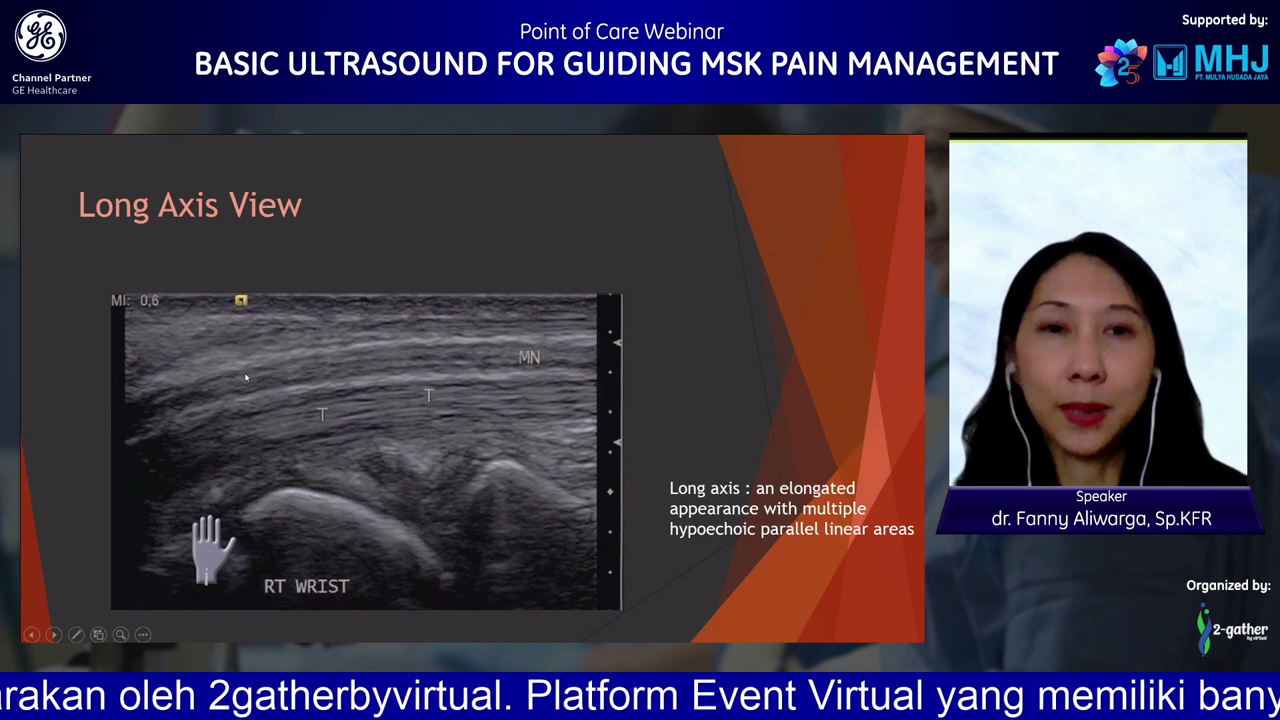 Point of Care Webinar
BASIC ULTRASOUND FOR GUIDING MSK PAIN MANAGEMENT
Channel Partner
GE Healthcare
Supported by:
25
MHJ
PT. MULYA HUSADA JAYA
Long Axis View
MI: 0,6
MN
T
T
RT WRIST
Long axis : an elongated
appearance with multiple
hypoechoic parallel linear areas
Speaker
dr. Fanny Aliwarga, Sp.KFR
Organized by:
2-gather
by virtual
arakan oleh 2gatherbyvirtual. Platform Event Virtual yang memiliki bany